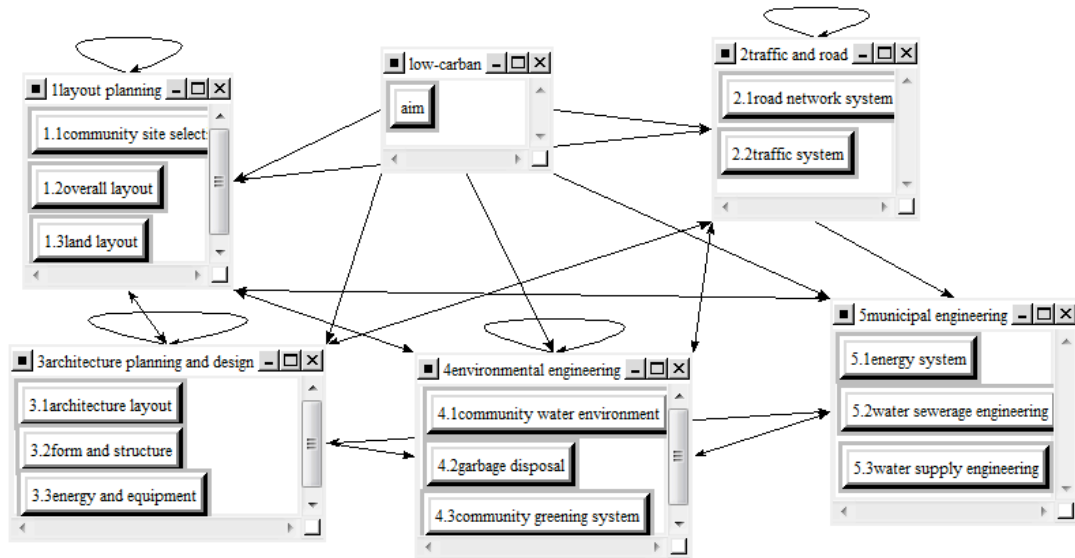 1layout planning
1.1community site selects
1.2overall layout
1.3land layout
low-carban
aim
2traffic and road
2.1road network system
2.2traffic system
3architecture planning and design
3.1architecture layout
3.2form and structure
3.3energy and equipment
4environmental engineering
4.1community water environment
4.2garbage disposal
4.3community greening system
5municipal engineering
5.1energy system
5.2water sewerage engineering
5.3water supply engineering